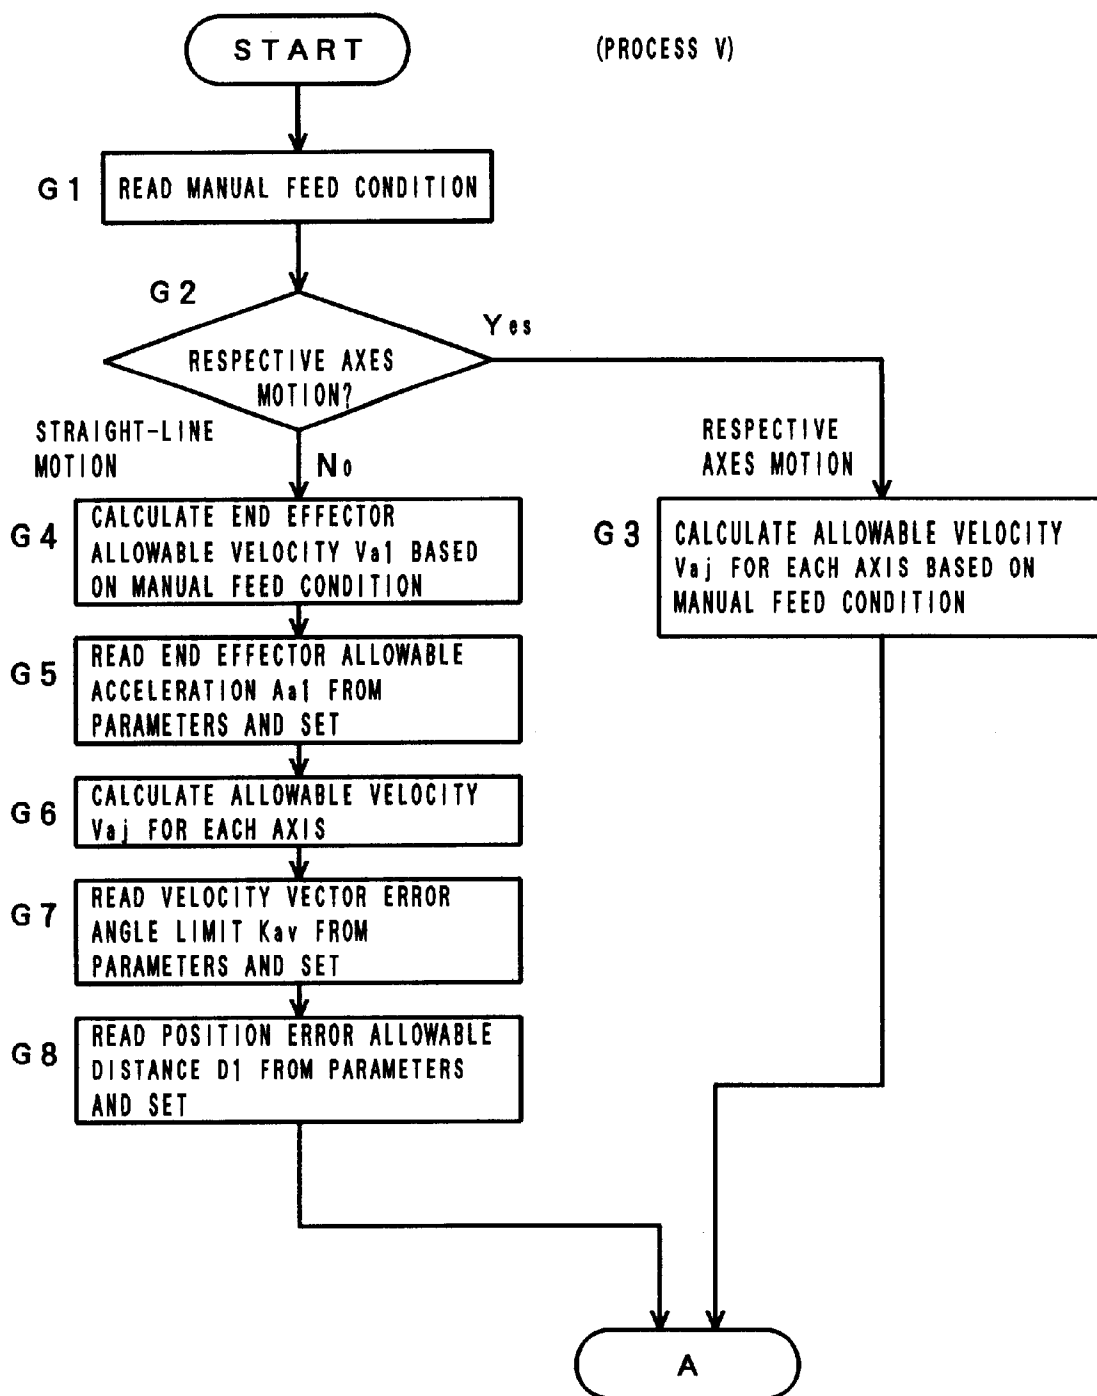 START
(PROCESS V)
G1
READ MANUAL FEED CONDITION
G2
RESPECTIVE AXES
MOTION?
Yes
STRAIGHT-LINE
MOTION
No
RESPECTIVE
AXES MOTION
G4
CALCULATE END EFFECTOR
ALLOWABLE VELOCITY Va1 BASED
ON MANUAL FEED CONDITION
G3
CALCULATE ALLOWABLE VELOCITY
Vaj FOR EACH AXIS BASED ON
MANUAL FEED CONDITION
G5
READ END EFFECTOR ALLOWABLE
ACCELERATION Aa1 FROM
PARAMETERS AND SET
G6
CALCULATE ALLOWABLE VELOCITY
Vaj FOR EACH AXIS
G7
READ VELOCITY VECTOR ERROR
ANGLE LIMIT Kav FROM
PARAMETERS AND SET
G8
READ POSITION ERROR ALLOWABLE
DISTANCE D1 FROM PARAMETERS
AND SET
A